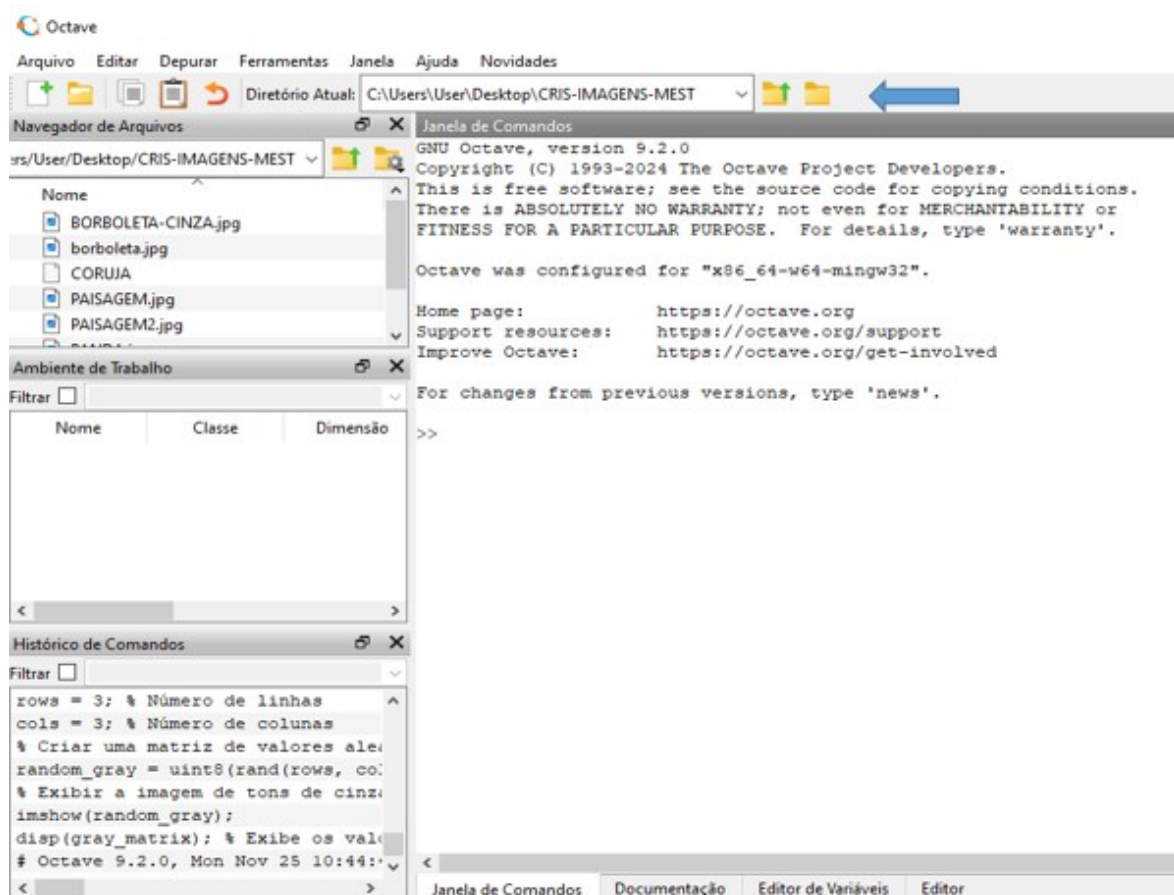 Octave
Arquivo Editar Depurar Ferramentas Janela Ajuda Novidades
Diretório Atual: C:\Users\User\Desktop\CRIS-IMAGENS-MEST
Navegador de Arquivos
ers/User/Desktop/CRIS-IMAGENS-MEST
Nome
BORBOLETA-CINZA.jpg
borboleta.jpg
CORUJA
PAISAGEM.jpg
PAISAGEM2.jpg
Ambiente de Trabalho
Filtrar
Nome Classe Dimensão
Histórico de Comandos
Filtrar
rows = 3; % Número de linhas
cols = 3; % Número de colunas
% Criar uma matriz de valores
random_gray = uint8(rand(rows,
% Exibir a imagem de tons de
imshow(random_gray);
disp(gray_matrix); % Exibe os
# Octave 9.2.0, Mon Nov 25 10:44:
Janela de Comandos
GNU Octave, version 9.2.0
Copyright (C) 1993-2024 The Octave Project Developers.
This is free software; see the source code for copying conditions.
There is ABSOLUTELY NO WARRANTY; not even for MERCHANTABILITY or
FITNESS FOR A PARTICULAR PURPOSE. For details, type 'warranty'.
Octave was configured for "x86_64-w64-mingw32".
Home page: https://octave.org
Support resources: https://octave.org/support
Improve Octave: https://octave.org/get-involved
For changes from previous versions, type 'news'.
>>
Janela de Comandos Documentação Editor de Variáveis Editor